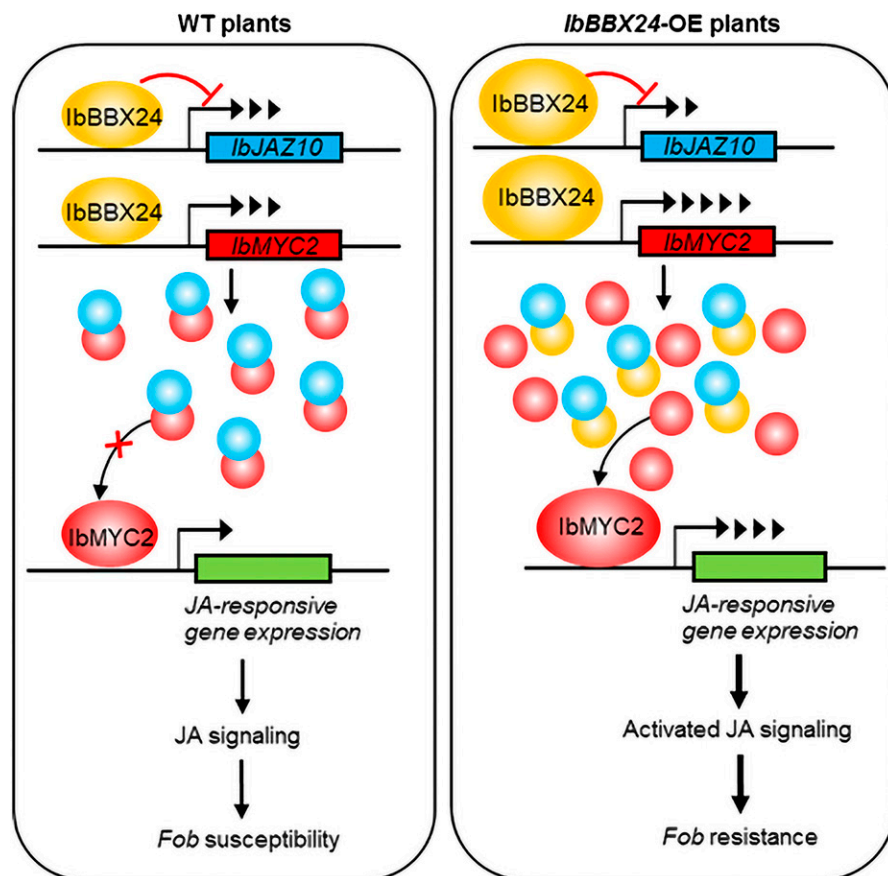 WT plants
IbBBX24
IbJAZ10
IbBBX24
IbMYC2
IbMYC2
JA-responsive
gene expression
JA signaling
Fob susceptibility
IbBBX24-OE plants
IbBBX24
IbJAZ10
IbBBX24
IbMYC2
IbMYC2
JA-responsive
gene expression
Activated JA signaling
Fob resistance